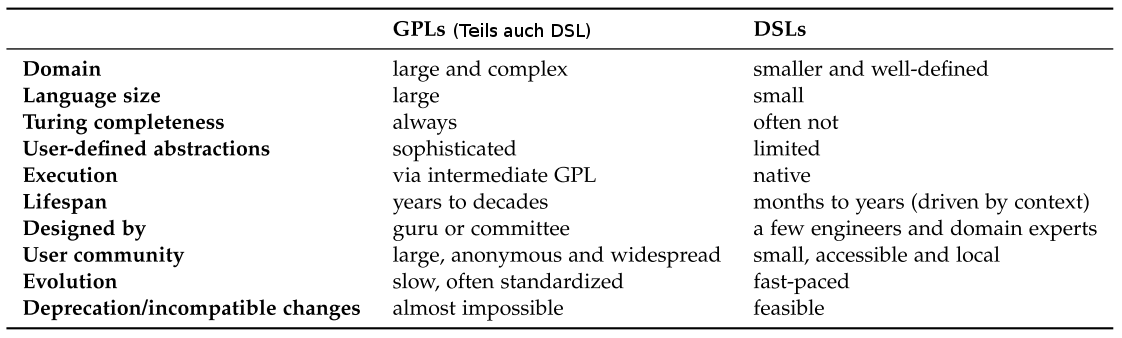 GPLs (Teils auch DSL) DSLs
Domain large and complex smaller and well-defined
Language size large small
Turing completeness always often not
User-defined abstractions sophisticated limited
Execution via intermediate GPL native
Lifespan years to decades months to years (driven by context)
Designed by guru or committee a few engineers and domain experts
User community large, anonymous and widespread small, accessible and local
Evolution slow, often standardized fast-paced
Deprecation/incompatible changes almost impossible feasible